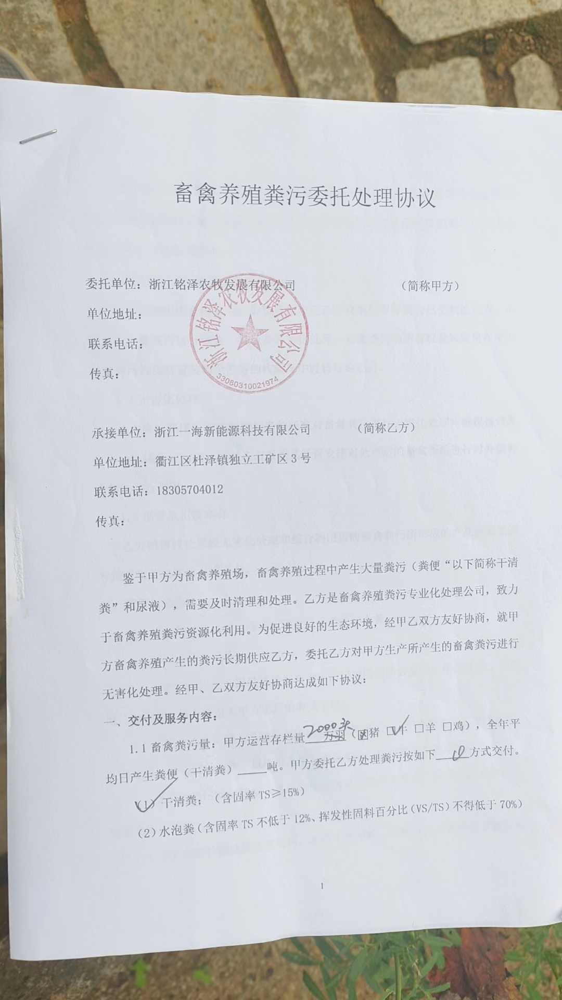 畜禽养殖粪污委托处理协议
委托单位：浙江铭泽农牧发展有限公司 （简称甲方）
单位地址：
联系电话：
传真：
浙江铭泽农牧发展有限公司
33080310021974
承接单位：浙江一海新能源科技有限公司 （简称乙方）
单位地址：衢江区杜泽镇独立工矿区 3 号
联系电话：18305704012
传真：
鉴于甲方为畜禽养殖场，畜禽养殖过程中产生大量粪污（粪便“以下简称干清
粪”和尿液），需要及时清理和处理。乙方是畜禽养殖粪污专业化处理公司，致力
于畜禽养殖粪污资源化利用。为促进良好的生态环境，经甲乙双方友好协商，就甲
方畜禽养殖产生的粪污长期供应乙方，委托乙方对甲方生产所产生的畜禽粪污进行
无害化处理。经甲、乙双方友好协商达成如下协议：
一、交付及服务内容：
1.1 畜禽粪污量：甲方运营存栏量 2000头 万羽（☒猪 ☑牛 □羊 □鸡），全年平
均日产生粪便（干清粪）____吨。甲方委托乙方处理粪污按如下____方式交付。
（1）干清粪；（含固率 TS≥15%）
（2）水泡粪（含固率 TS 不低于 12%、挥发性固料百分比（VS/TS）不得低于 70%）
1